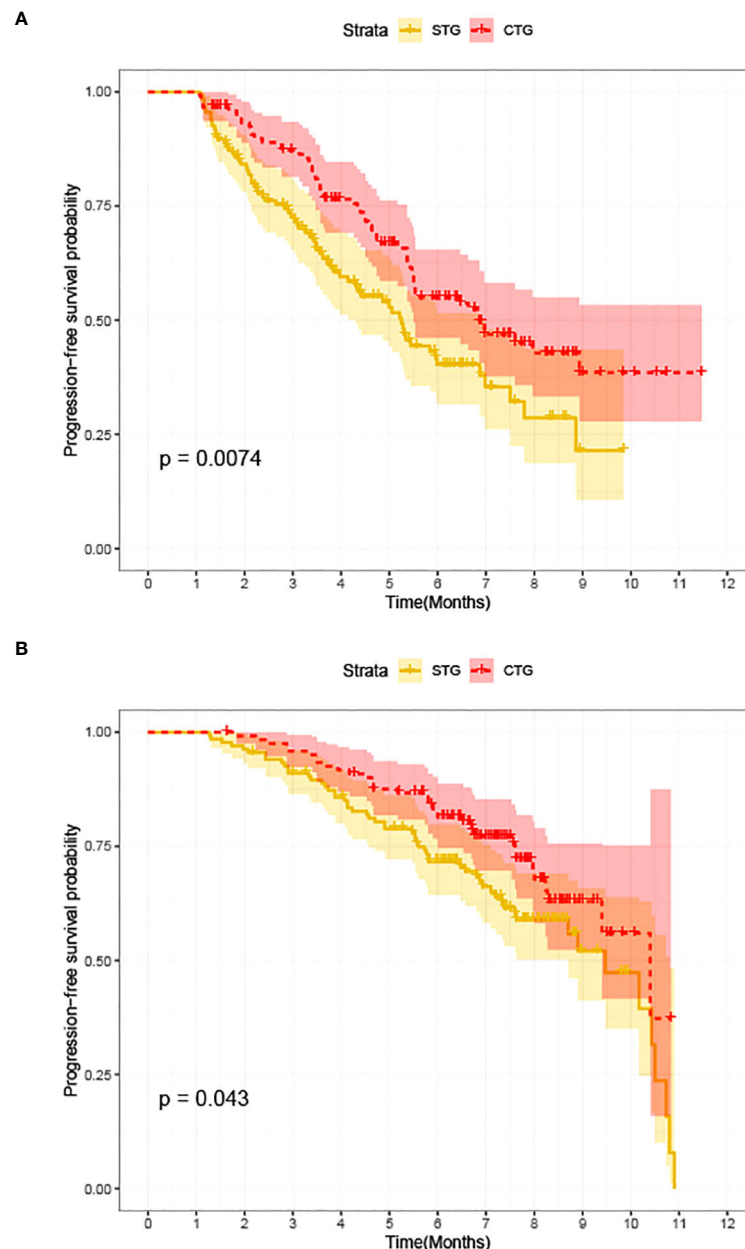 A
Strata STG CTG
1.00
0.75
0.50
0.25
0.00
Progression-free survival probability
p = 0.0074
0 1 2 3 4 5 6 7 8 9 10 11 12
Time(Months)
B
Strata STG CTG
1.00
0.75
0.50
0.25
0.00
Progression-free survival probability
p = 0.043
0 1 2 3 4 5 6 7 8 9 10 11 12
Time(Months)